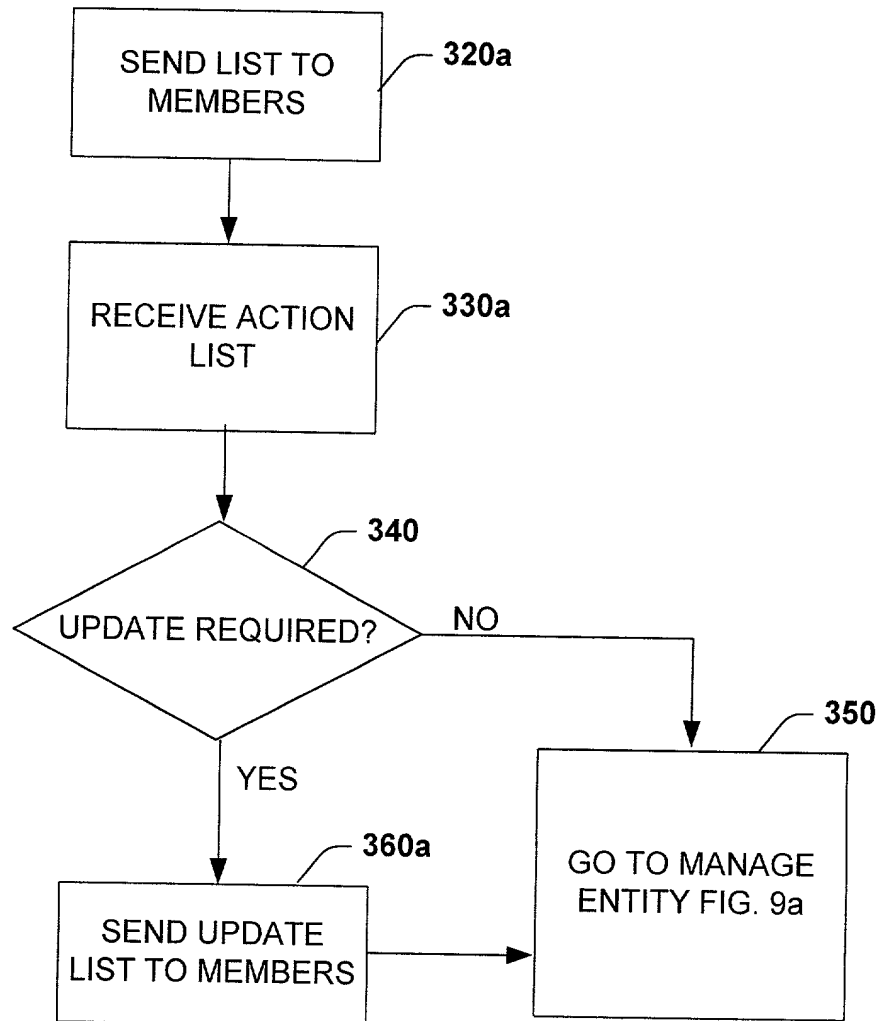 SEND LIST TO
MEMBERS
320a
RECEIVE ACTION
LIST
330a
340
UPDATE REQUIRED?
NO
YES
350
GO TO MANAGE
ENTITY FIG. 9a
360a
SEND UPDATE
LIST TO MEMBERS